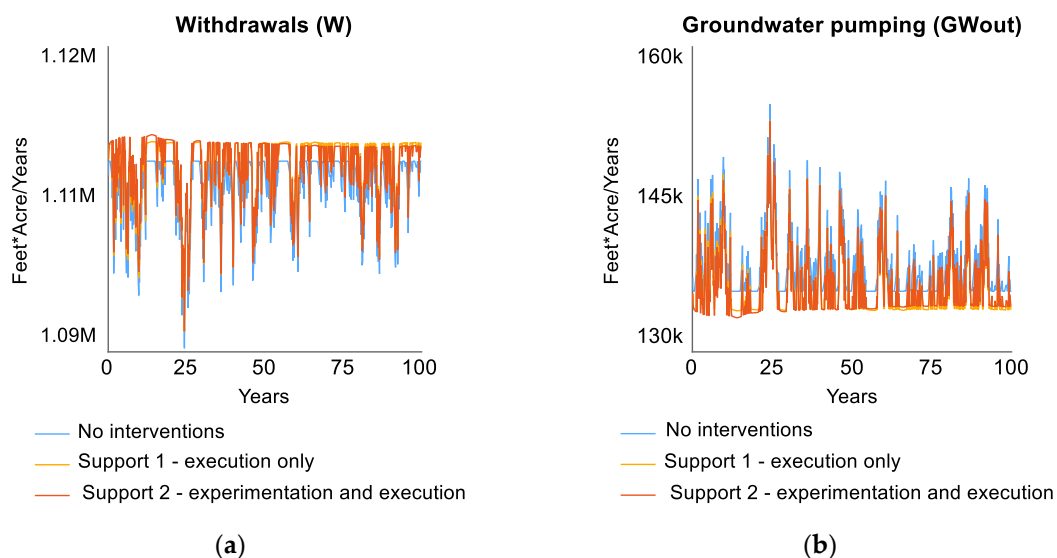 Withdrawals (W)
1.12M
1.11M
1.09M
Feet*Acre/Years
0 25 50 75 100
Years
No interventions
Support 1 - execution only
Support 2 - experimentation and execution
(a)
Groundwater pumping (GWout)
160k
145k
130k
Feet*Acre/Years
0 25 50 75 100
Years
No interventions
Support 1 - execution only
Support 2 - experimentation and execution
(b)